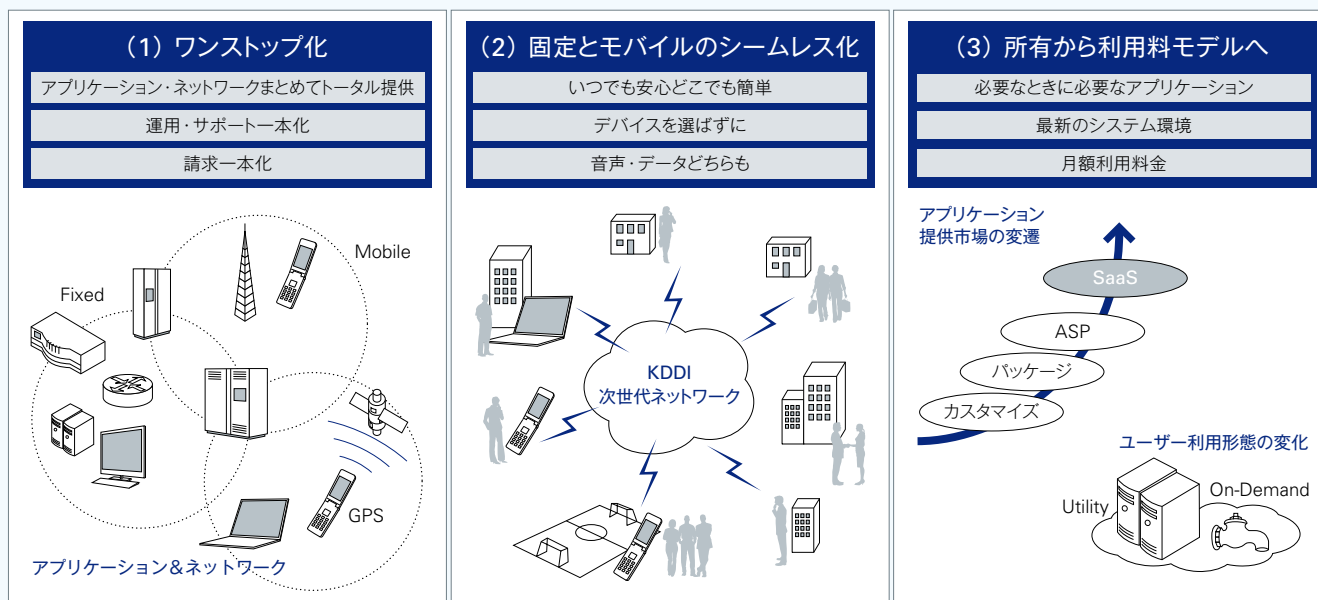 (1) ワンストップ化
アプリケーション・ネットワークまとめてトータル提供
運用・サポート一本化
請求一本化
Mobile
Fixed
GPS
アプリケーション&ネットワーク
(2) 固定とモバイルのシームレス化
いつでも安心どこでも簡単
デバイスを選ばずに
音声・データどちらも
KDDI
次世代ネットワーク
(3) 所有から利用料モデルへ
必要なときに必要なアプリケーション
最新のシステム環境
月額利用料金
アプリケーション
提供市場の変遷
SaaS
ASP
パッケージ
カスタマイズ
ユーザー利用形態の変化
On-Demand
Utility